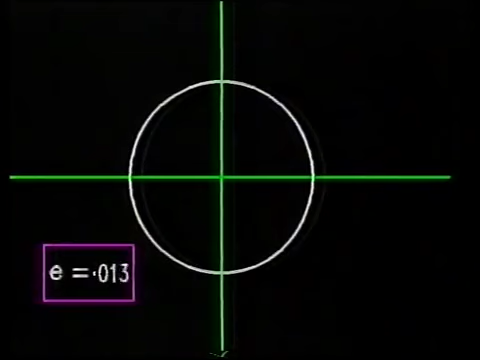 e = .013